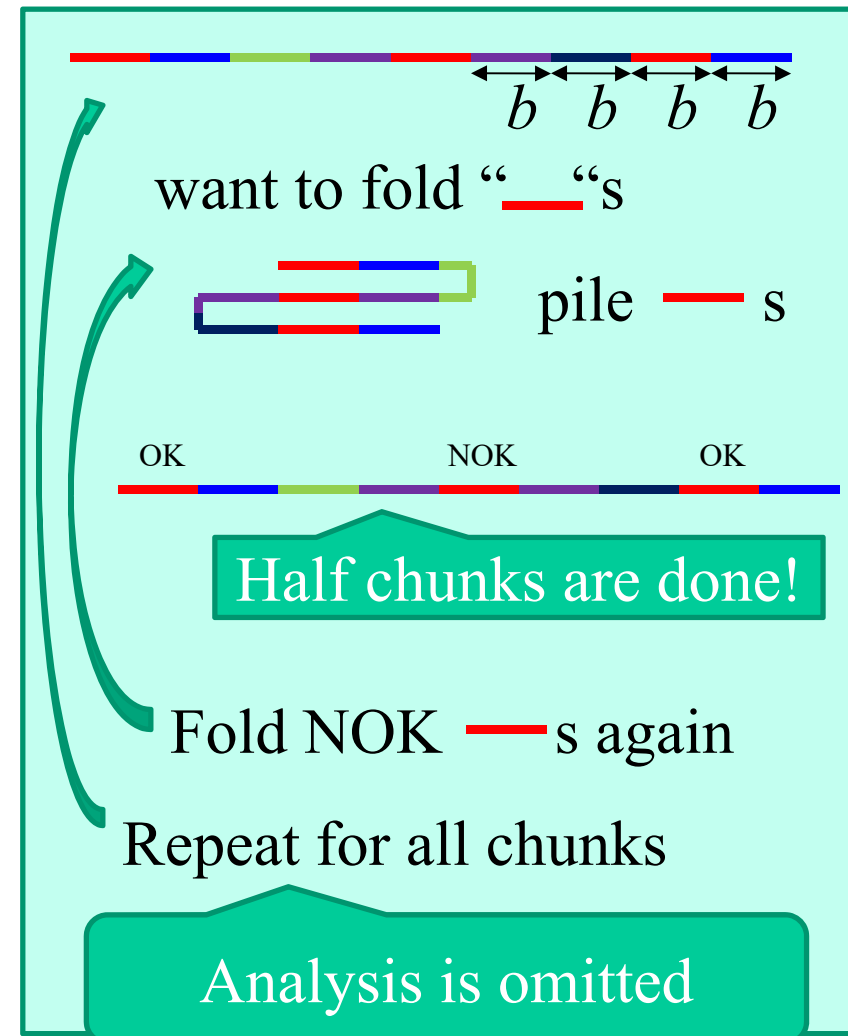 b b b b
want to fold “ “s
pile s
OK NOK OK
Half chunks are done!
Fold NOK s again
Repeat for all chunks
Analysis is omitted